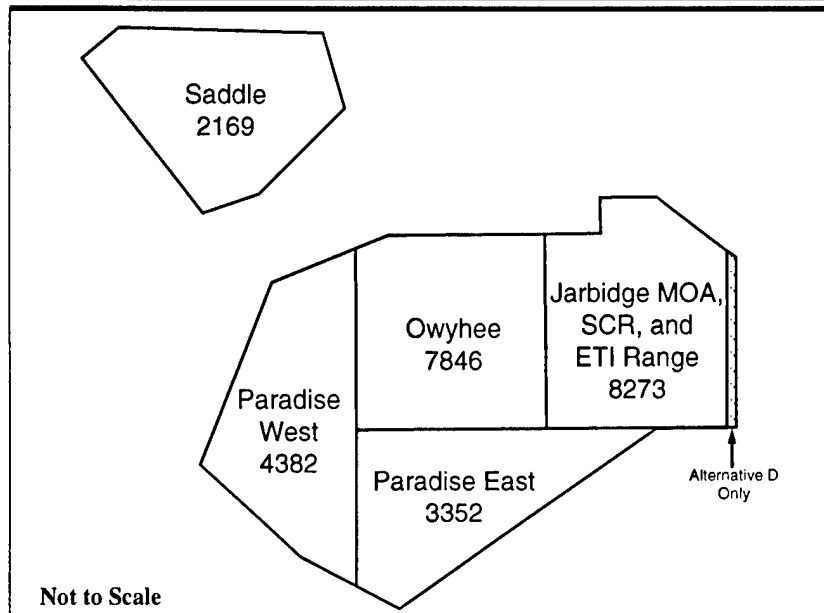 Saddle
2169
Jarbidge MOA,
SCR, and
ETI Range
8273
Owyhee
7846
Paradise
West
4382
Paradise East
3352
Alternative D
Only
Not to Scale